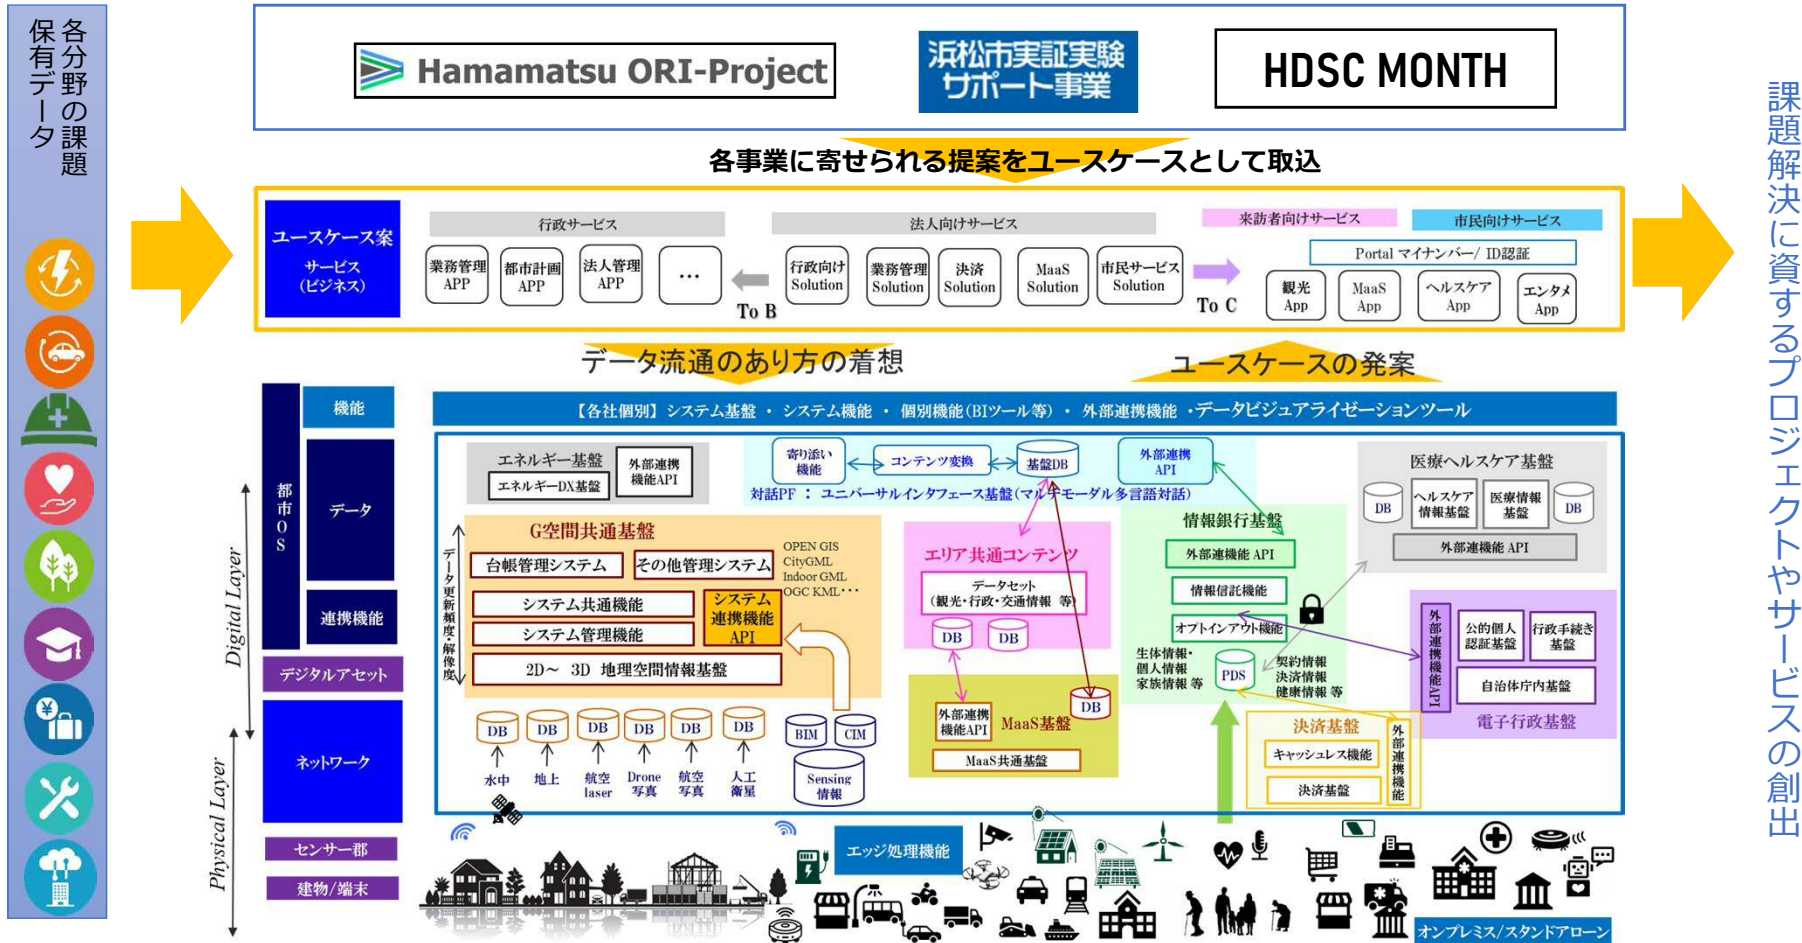 各分野の課題
保有データ
Hamamatsu ORI-Project
浜松市実証実験
サポート事業
HDSC MONTH
各事業に寄せられる提案をユースケースとして取込
課題解決に資するプロジェクトやサービスの創出
ユースケース案
サービス
(ビジネス)
行政サービス
業務管理
APP
都市計画
APP
法人管理
APP
…
To B
法人向けサービス
行政向け
Solution
業務管理
Solution
決済
Solution
MaaS
Solution
市民サービス
Solution
To C
来訪者向けサービス
市民向けサービス
Portal マイナンバー/ ID認証
観光
App
MaaS
App
ヘルスケア
App
エンタメ
App
データ流通のあり方の着想
ユースケースの発案
都市OS
機能
データ
連携機能
デジタルアセット
ネットワーク
センサー郡
建物/端末
Digital Layer
Physical Layer
【各社個別】システム基盤 ・ システム機能 ・ 個別機能(BIツール等) ・ 外部連携機能 ・データビジュアライゼーションツール
エネルギー基盤
エネルギーDX基盤
外部連携
機能API
寄り添い
機能
コンテンツ変換
基盤DB
外部連携
API
対話PF ： ユニバーサルインタフェース基盤(マルチモーダル多言語対話)
医療ヘルスケア基盤
DB
ヘルスケア
情報基盤
医療情報
基盤
DB
外部連機能 API
データ更新頻度・解像度
G空間共通基盤
台帳管理システム
その他管理システム
OPEN GIS
CityGML
Indoor GML
OGC KML…
システム共通機能
システム管理機能
システム
連携機能
API
2D～ 3D 地理空間情報基盤
エリア共通コンテンツ
データセット
(観光・行政・交通情報 等)
DB
DB
情報銀行基盤
外部連機能 API
情報信託機能
オプトインアウト機能
生体情報・
個人情報
家族情報 等
PDS
契約情報
決済情報
健康情報 等
外部連携機能API
公的個人
認証基盤
行政手続き
基盤
自治体庁内基盤
電子行政基盤
外部連携
機能API
MaaS基盤
DB
MaaS共通基盤
決済基盤
キャッシュレス機能
決済基盤
外部連携機能
DB
DB
DB
DB
DB
DB
BIM
CIM
水中
地上
航空
laser
Drone
写真
航空
写真
人工
衛星
Sensing
情報
エッジ処理機能
オンプレミス/スタンドアローン